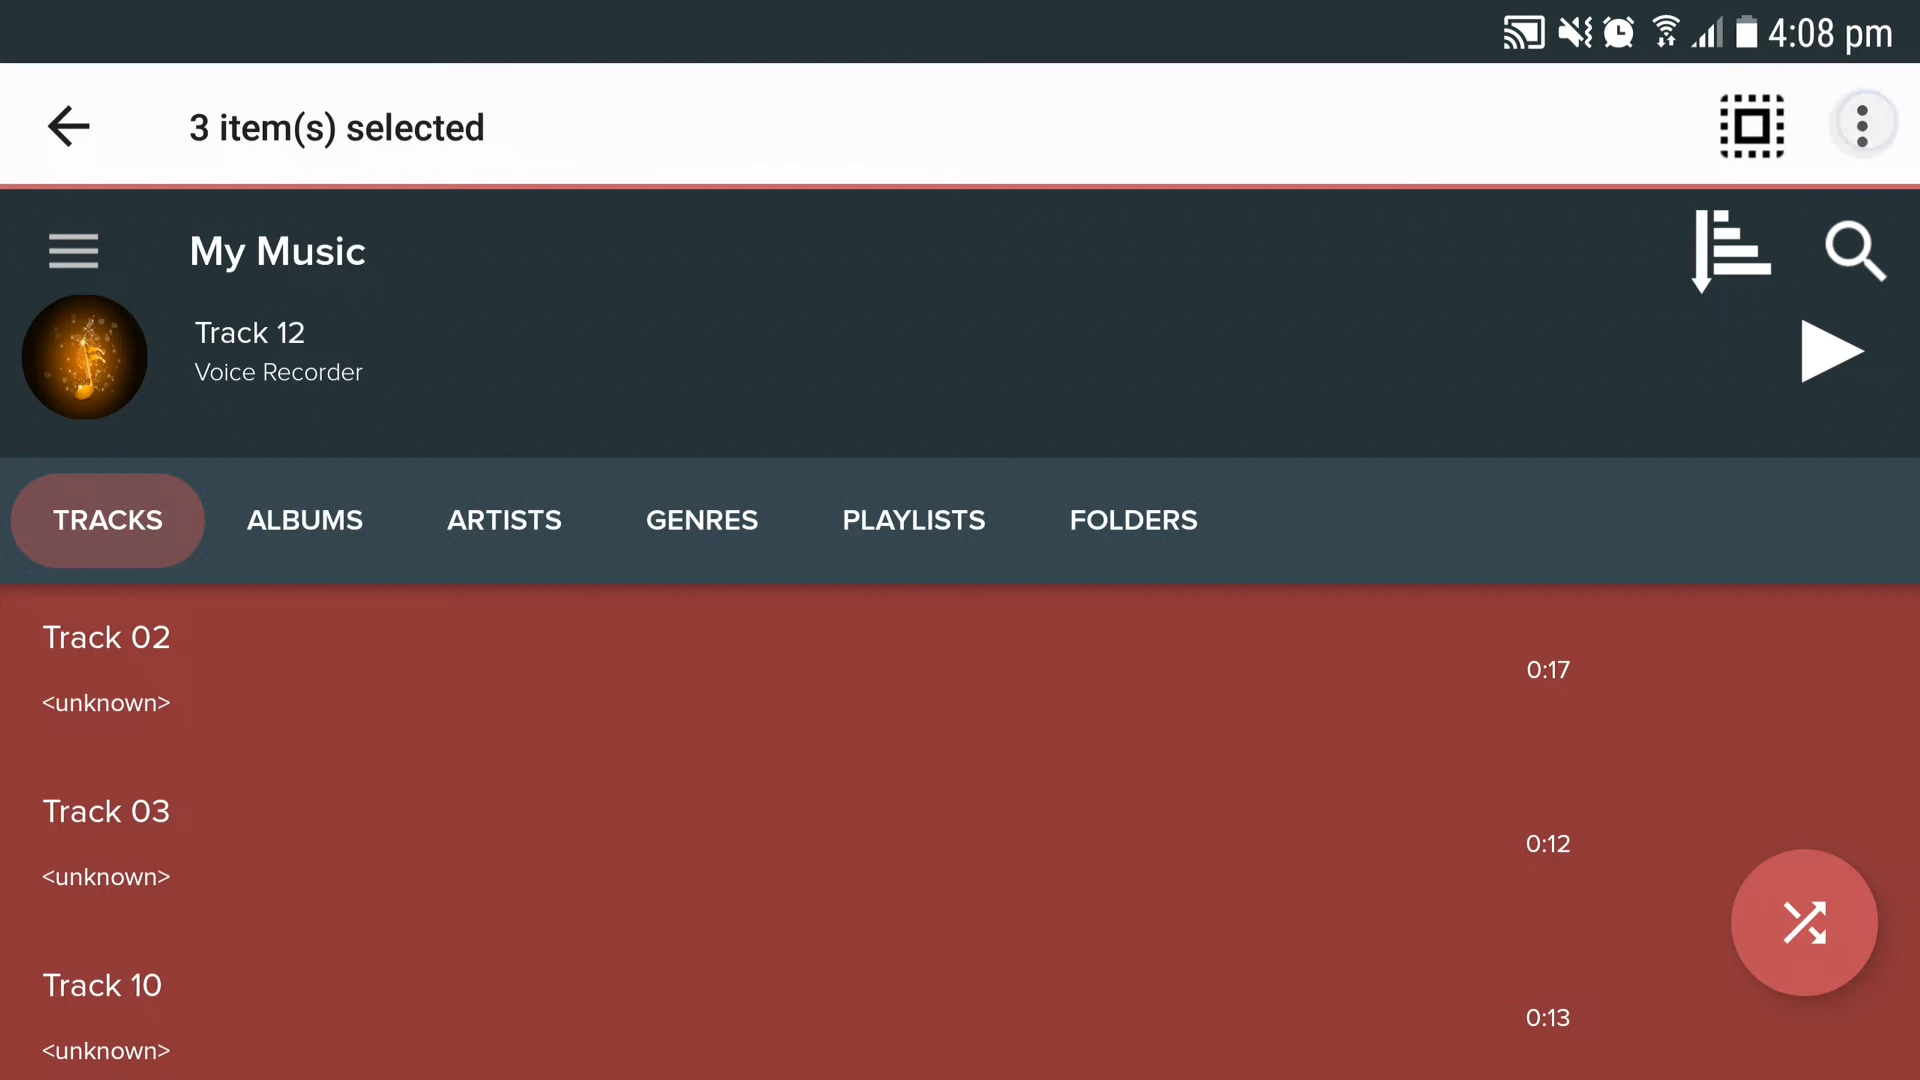 4:08 pm
3 item(s) selected
My Music
Track 12
Voice Recorder
TRACKS ALBUMS ARTISTS GENRES PLAYLISTS FOLDERS
Track 02
0:17
<unknown>
Track 03
0:12
<unknown>
Track 10
0:13
<unknown>